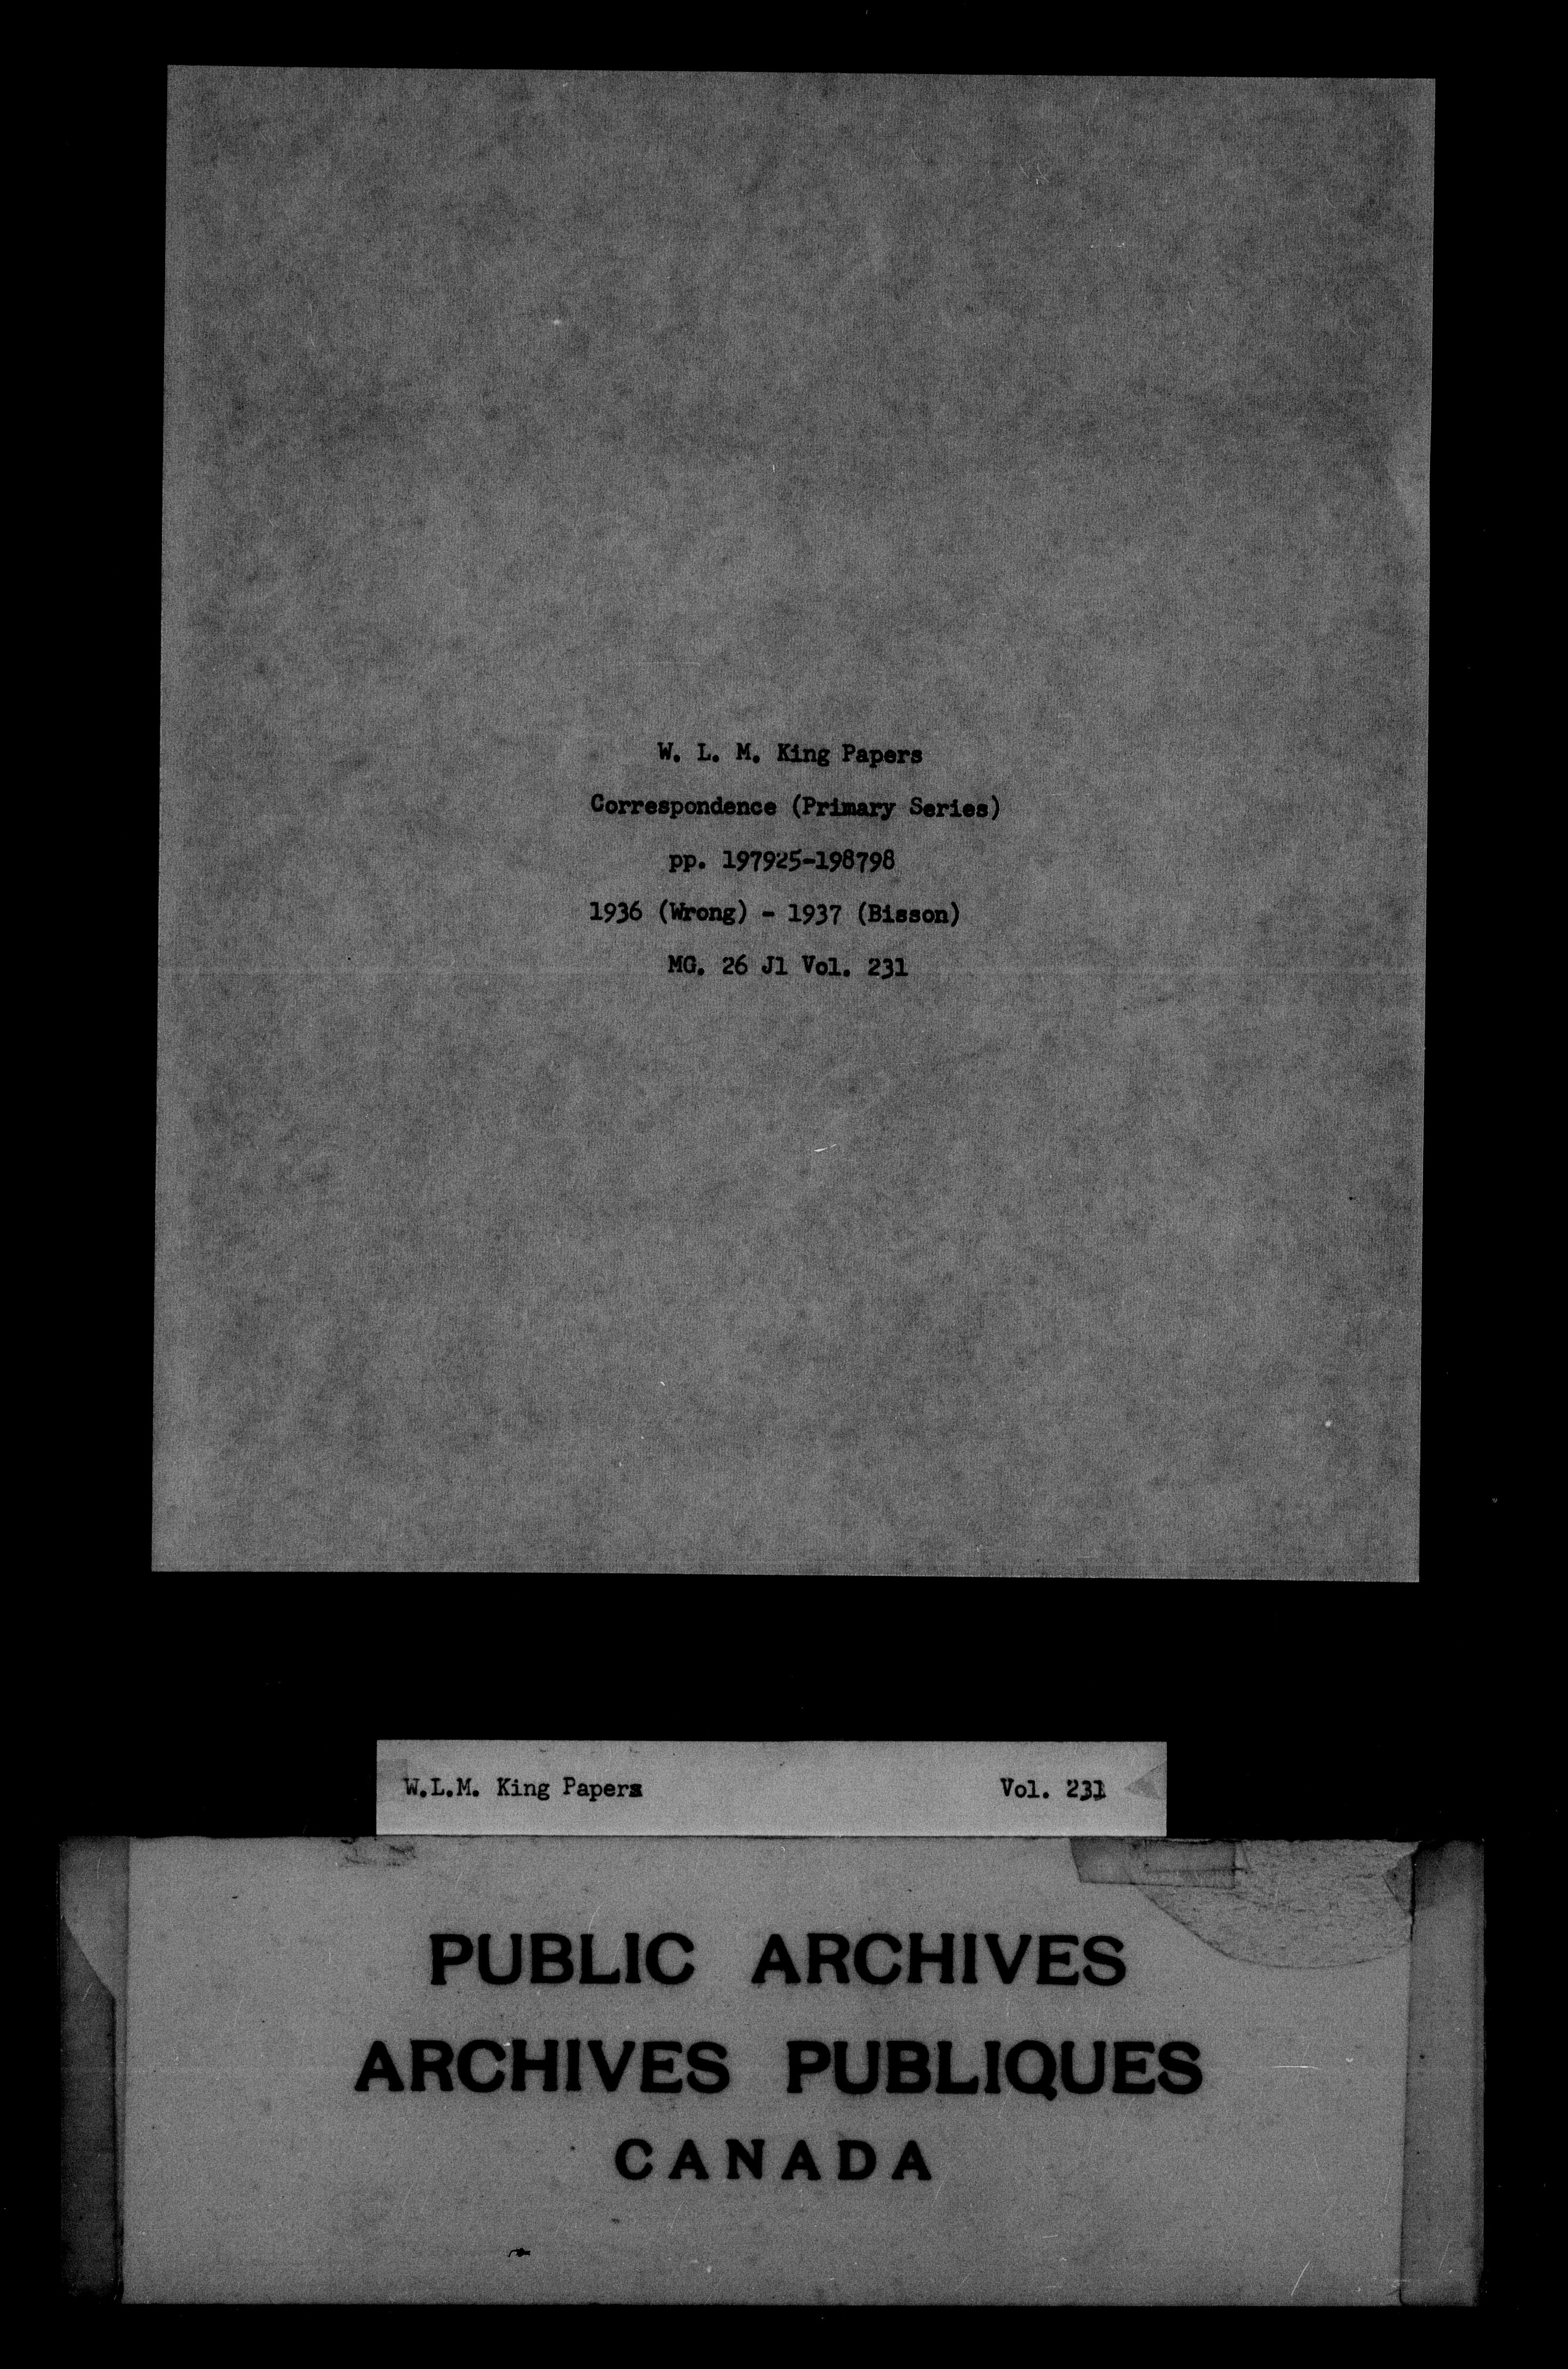 W. L. M. King Papers
Correspondence (Primary Series)
pp. 197925-198798
1936 (Wrong) - 1937 (Bisson)
MG. 26 J1 Vol. 231
W.L.M. King Papers Vol. 231
PUBLIC ARCHIVES
ARCHIVES PUBLIQUES
CANADA